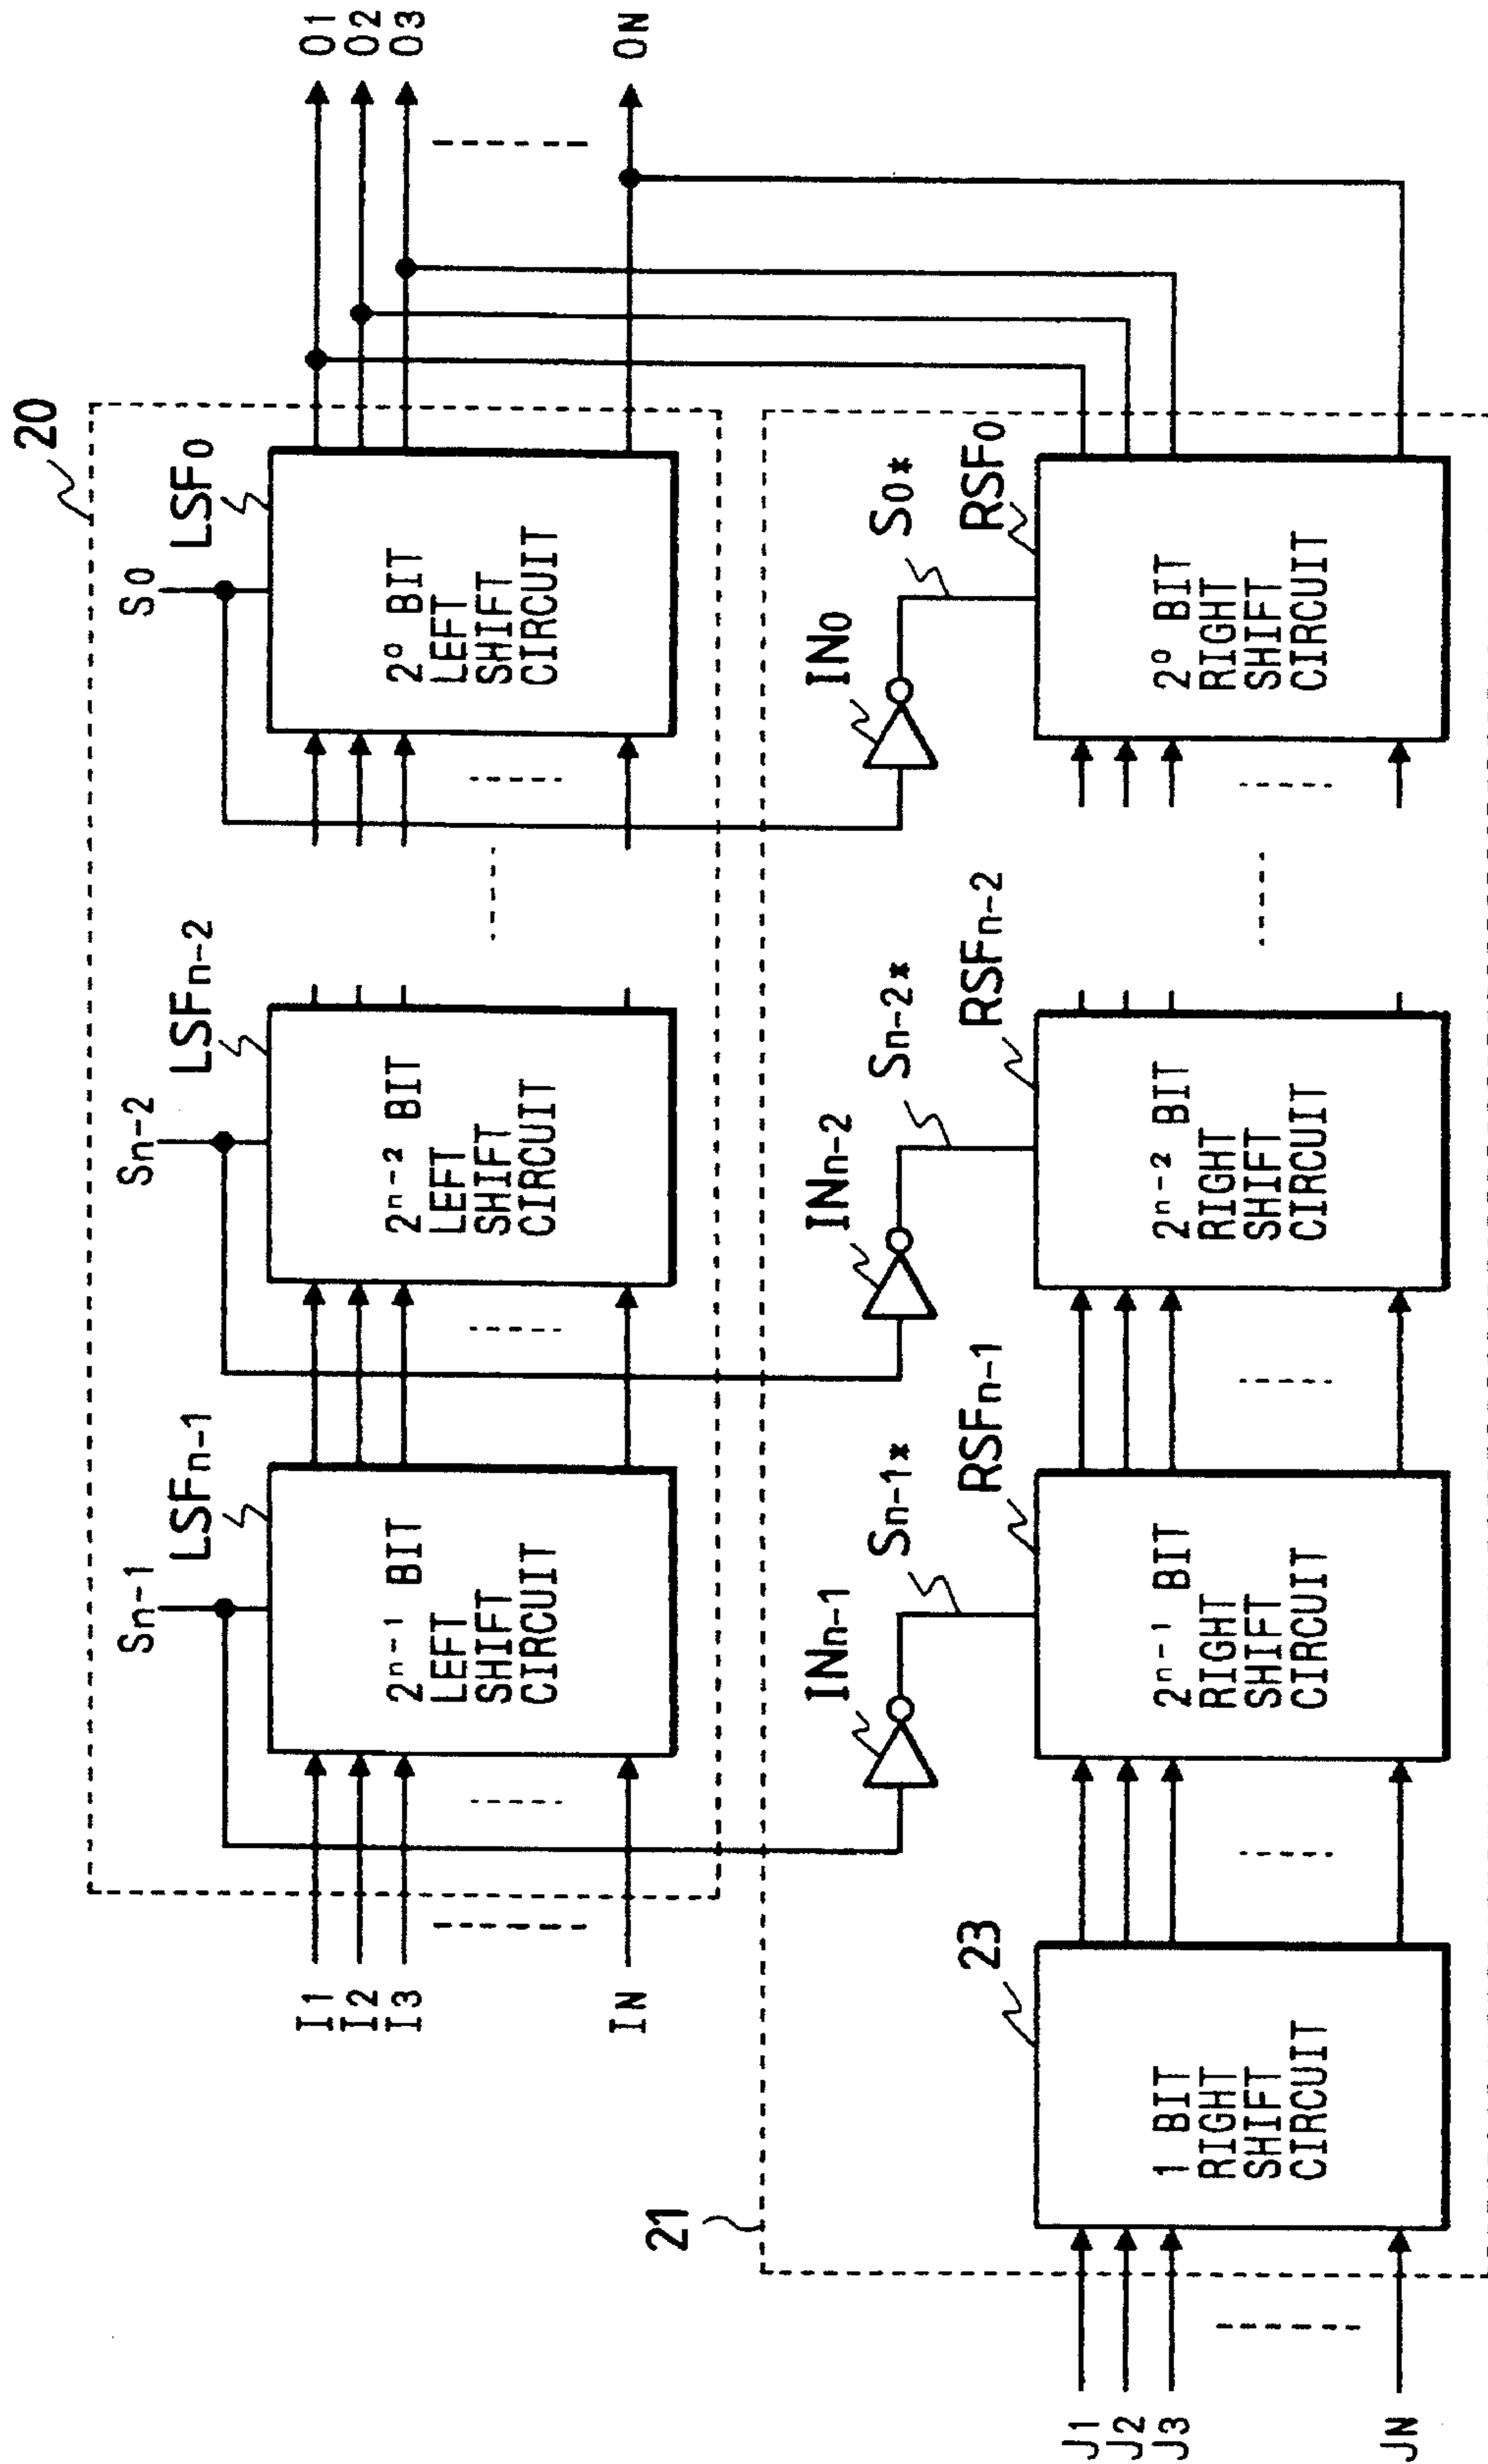 20
Sn-1
Sn-2
S0
LSFn-1
LSFn-2
LSF0
2ⁿ⁻¹ BIT
LEFT
SHIFT
CIRCUIT
2ⁿ⁻² BIT
LEFT
SHIFT
CIRCUIT
2⁰ BIT
LEFT
SHIFT
CIRCUIT
I1
I2
I3
IN
O1
O2
O3
ON
21
INn-1
INn-2
IN0
Sn-1*
Sn-2*
S0*
23
RSFn-1
RSFn-2
RSF0
1 BIT
RIGHT
SHIFT
CIRCUIT
2ⁿ⁻¹ BIT
RIGHT
SHIFT
CIRCUIT
2ⁿ⁻² BIT
RIGHT
SHIFT
CIRCUIT
2⁰ BIT
RIGHT
SHIFT
CIRCUIT
J1
J2
J3
JN